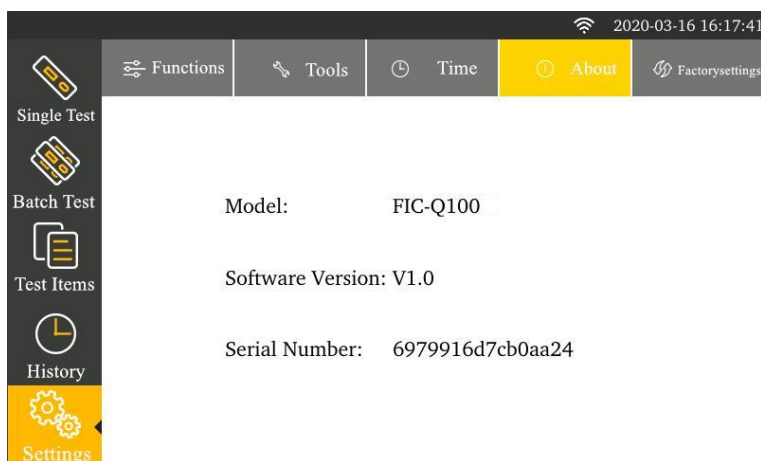 2020-03-16 16:17:41
Functions
Tools
Time
About
Factorysettings
Single Test
Batch Test
Test Items
History
Settings
Model: FIC-Q100
Software Version: V1.0
Serial Number: 6979916d7cb0aa24